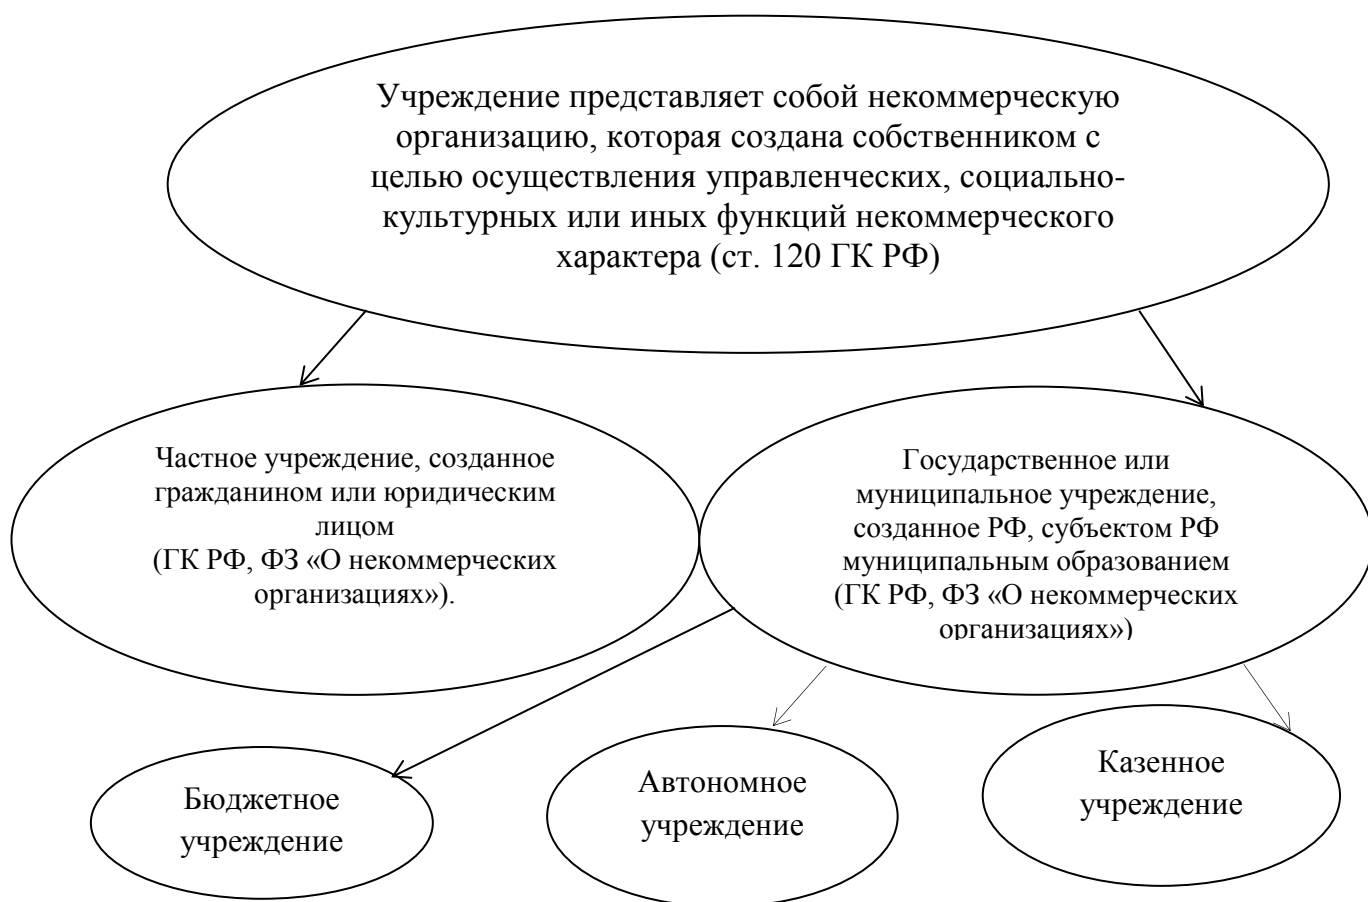 Учреждение представляет собой некоммерческую
организацию, которая создана собственником с
целью осуществления управленческих, социально-
культурных или иных функций некоммерческого
характера (ст. 120 ГК РФ)
Частное учреждение, созданное
гражданином или юридическим
лицом
(ГК РФ, ФЗ «О некоммерческих
организациях»).
Государственное или
муниципальное учреждение,
созданное РФ, субъектом РФ
муниципальным образованием
(ГК РФ, ФЗ «О некоммерческих
организациях»)
Бюджетное
учреждение
Автономное
учреждение
Казенное
учреждение